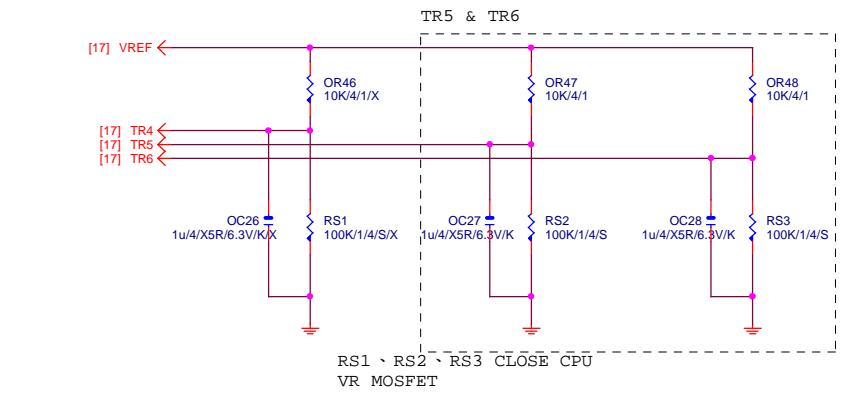 TR5 & TR6
[17] VREF
OR46
10K/4/1/X
OR47
10K/4/1
OR48
10K/4/1
[17] TR4
[17] TR5
[17] TR6
OC26
1u/4/X5R/6.3V/K/X
RS1
100K/1/4/S/X
OC27
1u/4/X5R/6.3V/K
RS2
100K/1/4/S
OC28
1u/4/X5R/6.3V/K
RS3
100K/1/4/S
RS1、RS2、RS3 CLOSE CPU
VR MOSFET